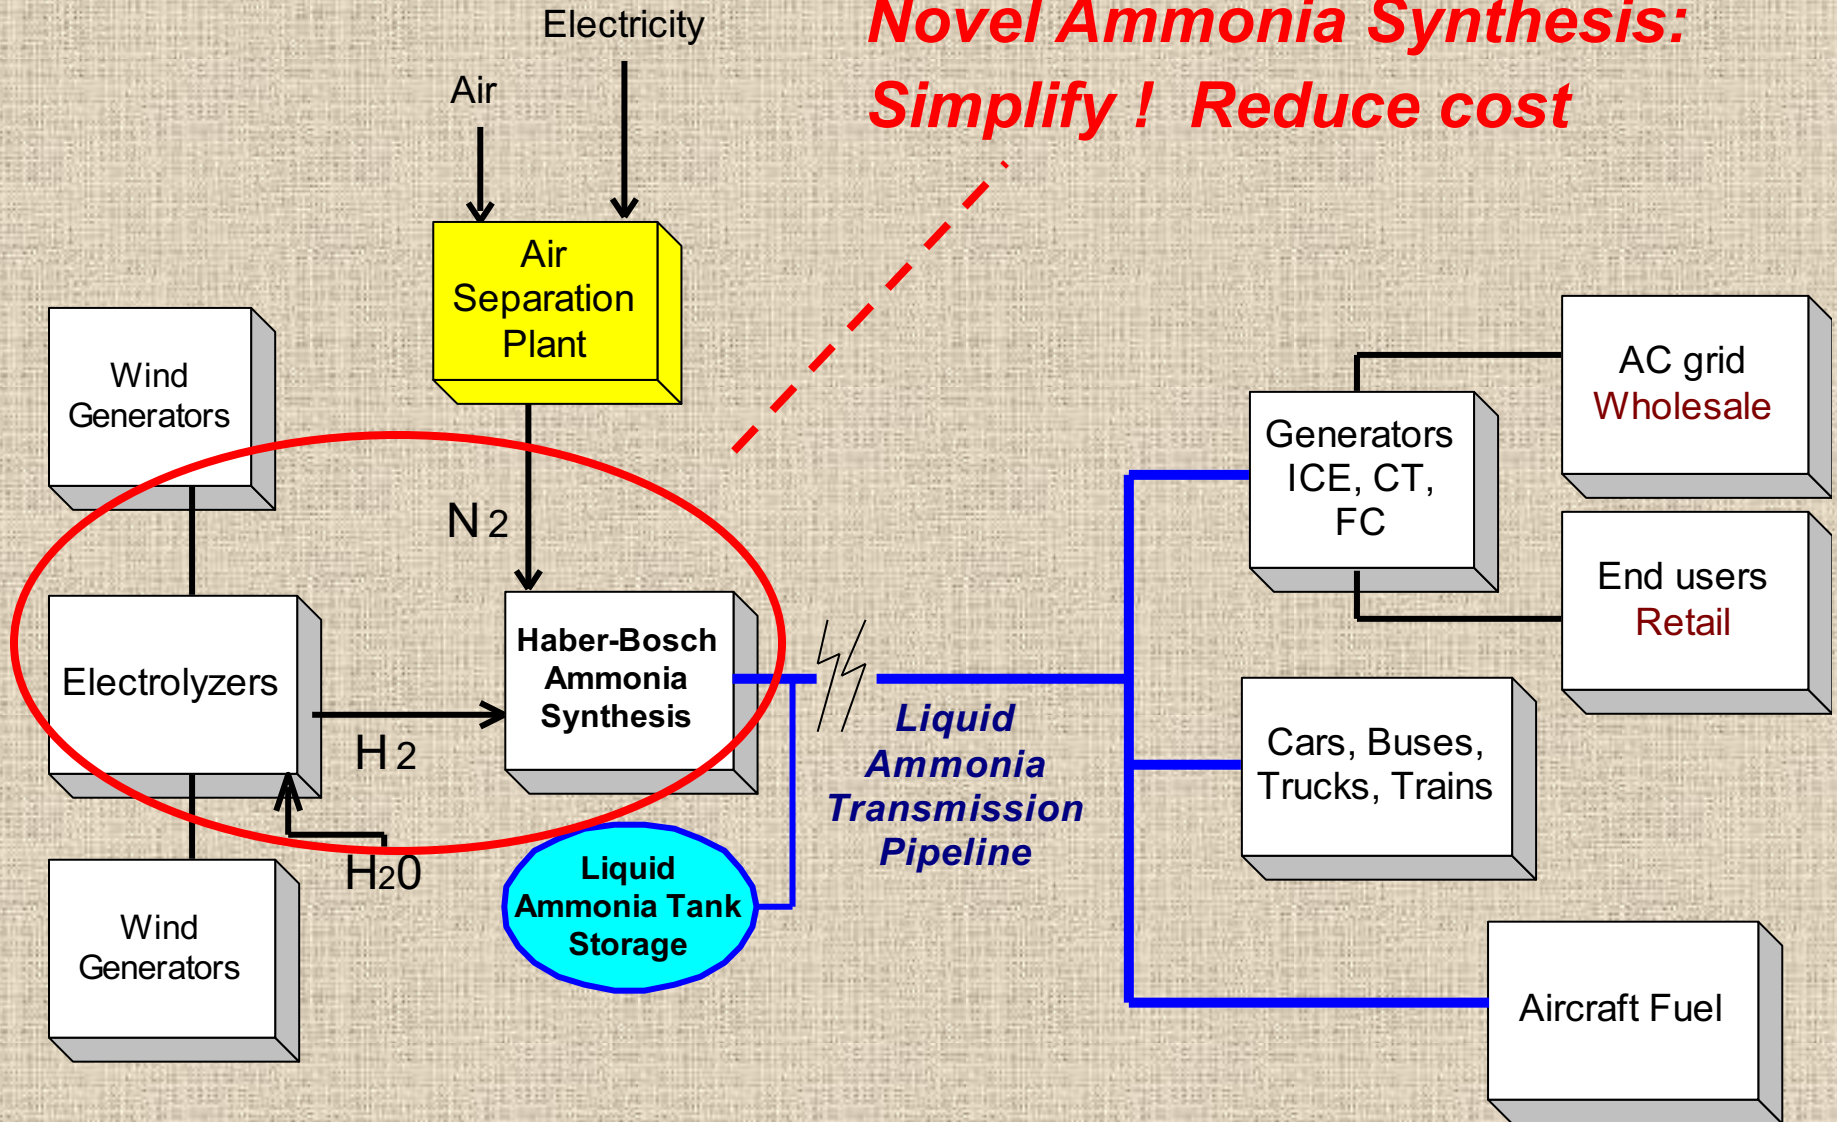 Electricity
Novel Ammonia Synthesis:
Simplify ! Reduce cost
Air
Air
Separation
Plant
Wind
Generators
N2
Electrolyzers
H2
H20
Haber-Bosch
Ammonia
Synthesis
Wind
Generators
Liquid
Ammonia Tank
Storage
Liquid
Ammonia
Transmission
Pipeline
Generators
ICE, CT,
FC
AC grid
Wholesale
End users
Retail
Cars, Buses,
Trucks, Trains
Aircraft Fuel